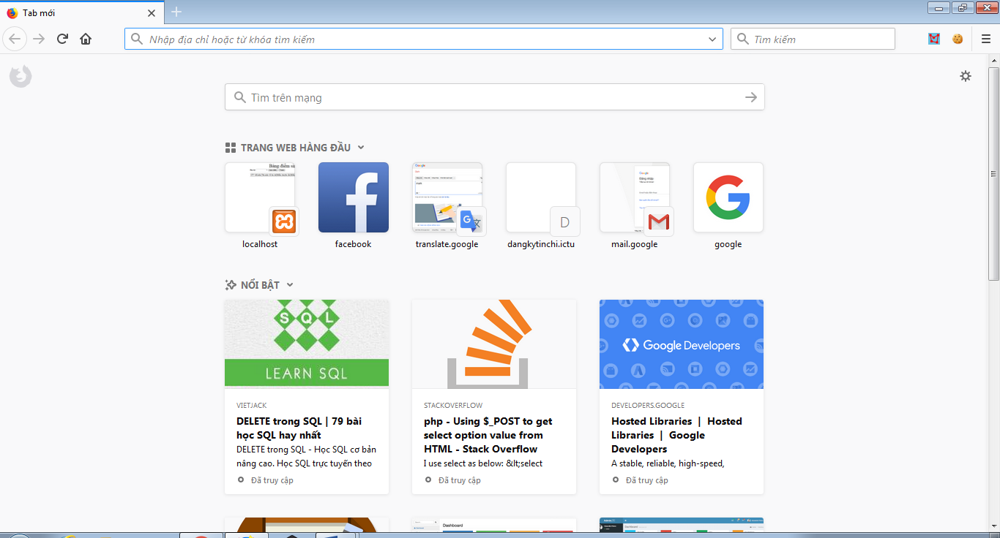 Tab mới
Nhập địa chỉ hoặc từ khóa tìm kiếm
Tìm kiếm
Tìm trên mạng
TRANG WEB HÀNG ĐẦU
Google
Đăng nhập
D
localhost
facebook
translate.google
dangkytinchi.ictu
mail.google
google
NỔI BẬT
SQL
LEARN SQL
Google Developers
VIETJACK
DELETE trong SQL | 79 bài
học SQL hay nhất
DELETE trong SQL - Học SQL cơ bản
nâng cao. Học SQL trực tuyến theo
Đã truy cập
STACKOVERFLOW
php - Using $_POST to get
select option value from
HTML - Stack Overflow
I use select as below: &lt;select
Đã truy cập
DEVELOPERS.GOOGLE
Hosted Libraries | Hosted
Libraries | Google
Developers
A stable, reliable, high-speed,
Đã truy cập
Dashboard
Dashboard